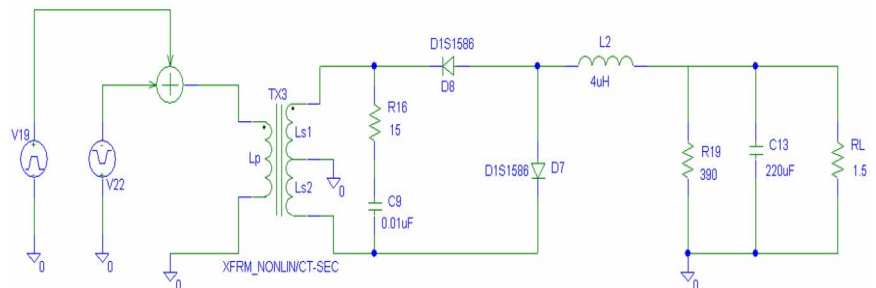 D1S1586
L2
D8
4uH
TX3
R16
15
V19
Ls1
Lp
Ls2
V22
0
C9
0.01uF
D1S1586
D7
R19
390
C13
220uF
RL
1.5
0
0
0
0
XFRM_NONLIN/CT-SEC